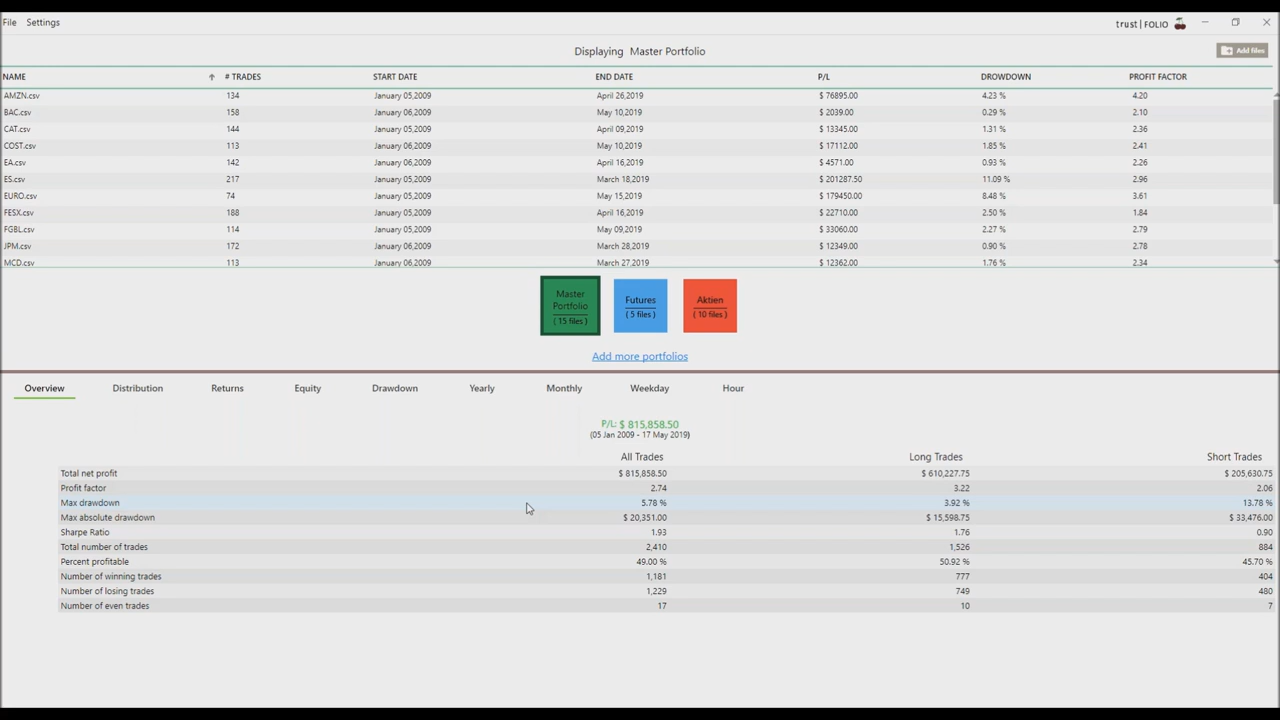 File Settings trust|FOLIO
Displaying Master Portfolio
Add files
NAME # TRADES START DATE END DATE P/L DROWDOWN PROFIT FACTOR
AMZN.csv 134 January 05,2009 April 26,2019 $ 76895.00 4.23 % 4.20
BAC.csv 158 January 06,2009 May 10,2019 $ 2039.00 0.29 % 2.10
CAT.csv 144 January 06,2009 April 09,2019 $ 13345.00 1.31 % 2.36
COST.csv 113 January 06,2009 May 10,2019 $ 17112.00 1.85 % 2.41
EA.csv 142 January 06,2009 April 16,2019 $ 4571.00 0.93 % 2.26
ES.csv 217 January 05,2009 March 18,2019 $ 201287.50 11.09 % 2.96
EURO.csv 74 January 05,2009 May 15,2019 $ 179450.00 8.48 % 3.61
FESX.csv 188 January 05,2009 April 16,2019 $ 22710.00 2.50 % 1.84
FGBL.csv 114 January 06,2009 May 09,2019 $ 33060.00 2.27 % 2.79
JPM.csv 172 January 06,2009 March 28,2019 $ 12349.00 0.90 % 2.78
MCD.csv 113 January 06,2009 March 27,2019 $ 12362.00 1.76 % 2.34
Master
Portfolio
( 15 files )
Futures
( 5 files )
Aktien
( 10 files )
Add more portfolios
Overview Distribution Returns Equity Drawdown Yearly Monthly Weekday Hour
P/L: $ 815,858.50
(05 Jan 2009 - 17 May 2019)
All Trades Long Trades Short Trades
Total net profit $ 815,858.50 $ 610,227.75 $ 205,630.75
Profit factor 2.74 3.22 2.06
Max drawdown 5.78 % 3.92 % 13.78 %
Max absolute drawdown $ 20,351.00 $ 15,598.75 $ 33,476.00
Sharpe Ratio 1.93 1.76 0.90
Total number of trades 2,410 1,526 884
Percent profitable 49.00 % 50.92 % 45.70 %
Number of winning trades 1,181 777 404
Number of losing trades 1,229 749 480
Number of even trades 17 10 7